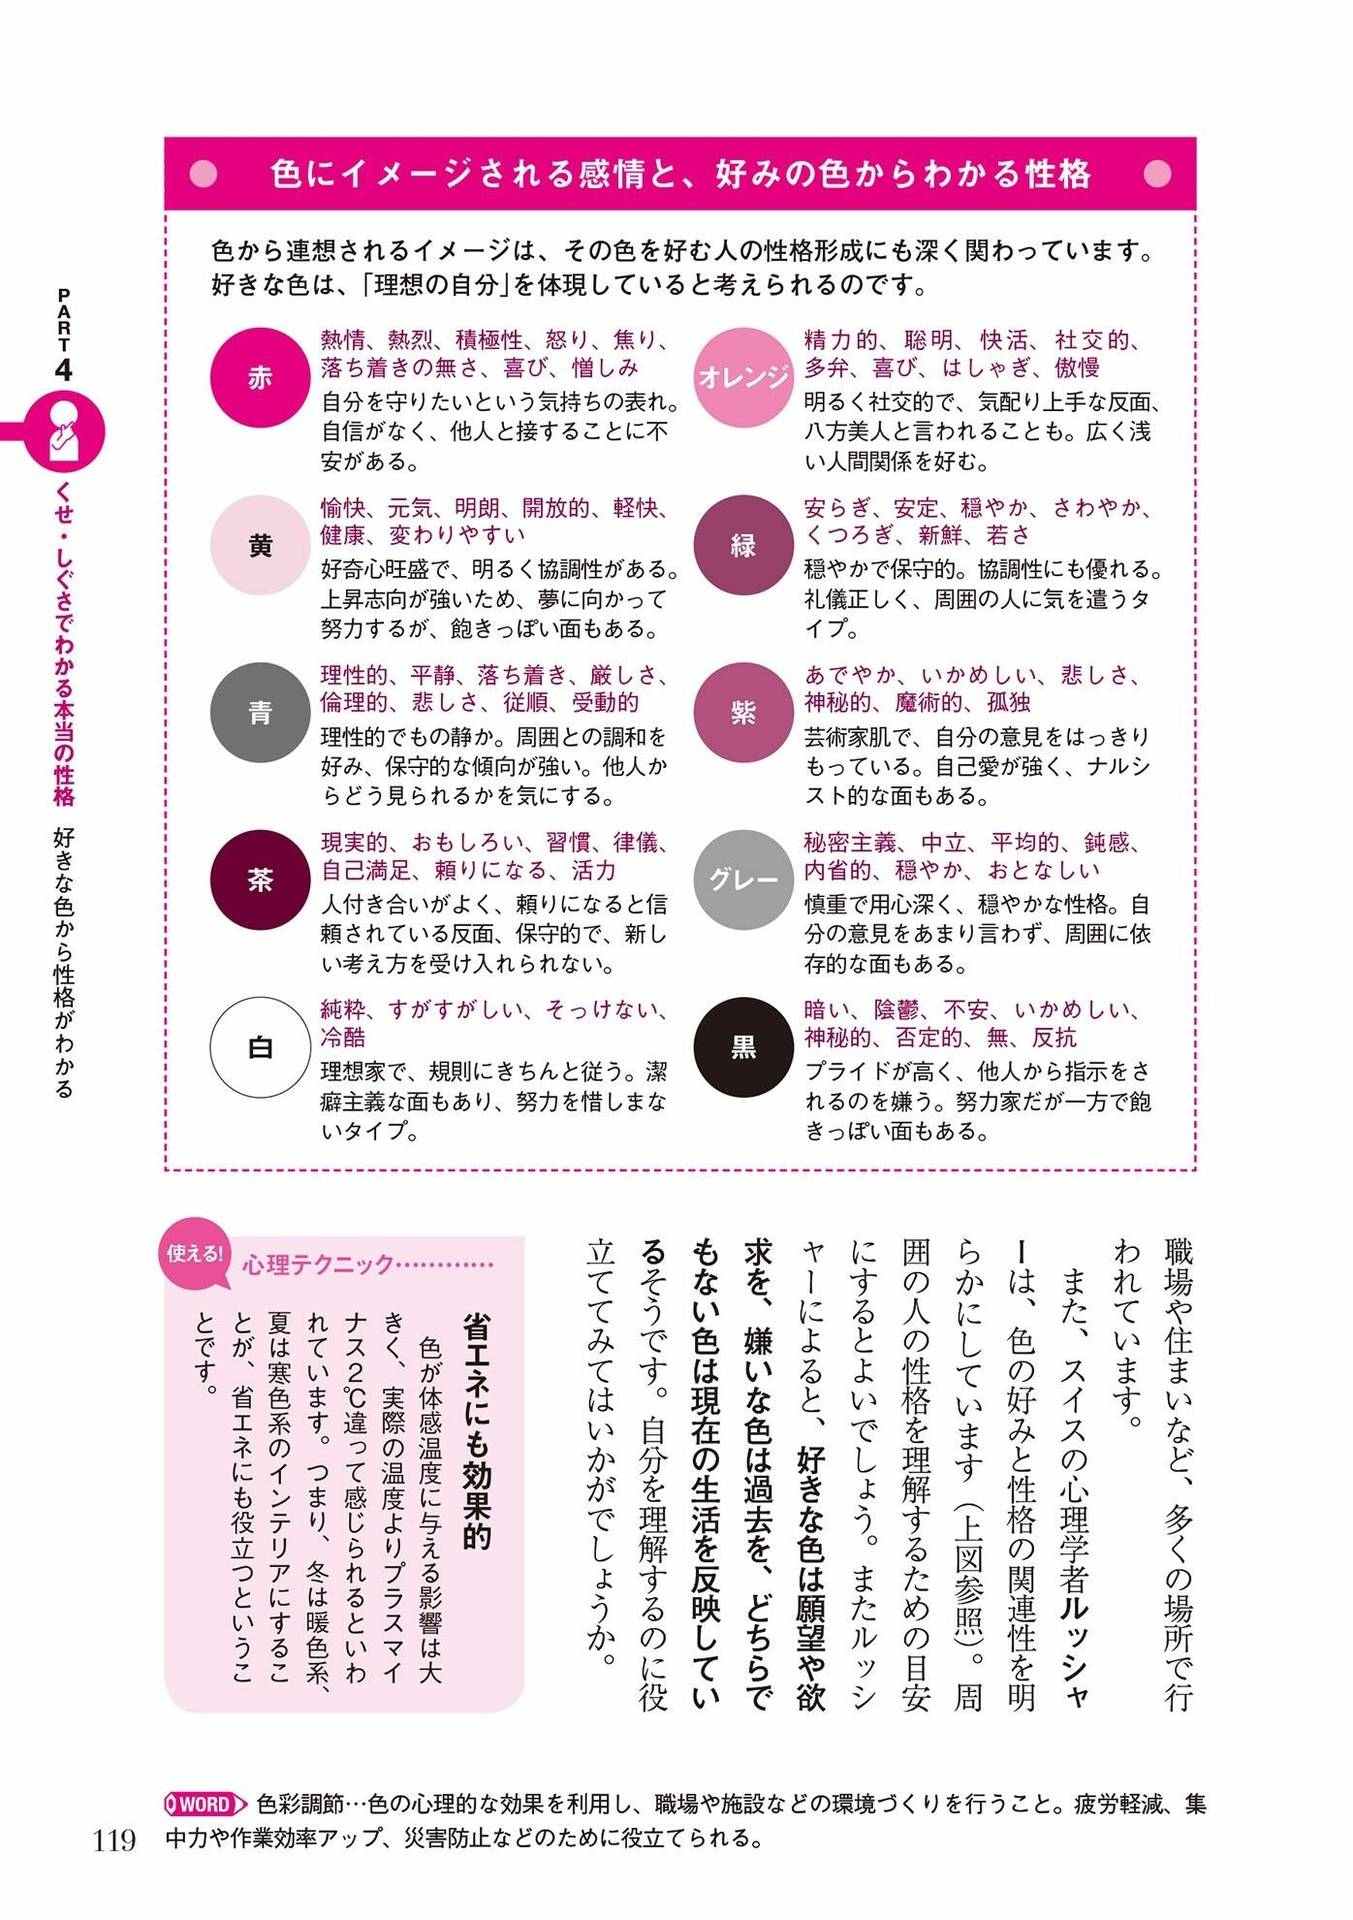 色にイメージされる感情と、好みの色からわかる性格
色から連想されるイメージは、その色を好む人の性格形成にも深く関わっています。
好きな色は、「理想の自分」を体現していると考えられるのです。
赤
熱情、熱烈、積極性、怒り、焦り、
落ち着きの無さ、喜び、憎しみ
自分を守りたいという気持ちの表れ。
自信がなく、他人と接することに不
安がある。
オレンジ
精力的、聡明、快活、社交的、
多弁、喜び、はしゃぎ、傲慢
明るく社交的で、気配り上手な反面、
八方美人と言われることも。広く浅
い人間関係を好む。
黄
愉快、元気、明朗、開放的、軽快、
健康、変わりやすい
好奇心旺盛で、明るく協調性がある。
上昇志向が強いため、夢に向かって
努力するが、飽きっぽい面もある。
緑
安らぎ、安定、穏やか、さわやか、
くつろぎ、新鮮、若さ
穏やかで保守的。協調性にも優れる。
礼儀正しく、周囲の人に気を遣うタ
イプ。
青
理性的、平静、落ち着き、厳しさ、
倫理的、悲しさ、従順、受動的
理性的でもの静か。周囲との調和を
好み、保守的な傾向が強い。他人か
らどう見られるかを気にする。
紫
あでやか、いかめしい、悲しさ、
神秘的、魔術的、孤独
芸術家肌で、自分の意見をはっきり
もっている。自己愛が強く、ナルシ
スト的な面もある。
茶
現実的、おもしろい、習慣、律儀、
自己満足、頼りになる、活力
人付き合いがよく、頼りになると信
頼されている反面、保守的で、新し
い考え方を受け入れられない。
グレー
秘密主義、中立、平均的、鈍感、
内省的、穏やか、おとなしい
慎重で用心深く、穏やかな性格。自
分の意見をあまり言わず、周囲に依
存的な面もある。
白
純粋、すがすがしい、そっけない、
冷酷
理想家で、規則にきちんと従う。潔
癖主義な面もあり、努力を惜しまな
いタイプ。
黒
暗い、陰鬱、不安、いかめしい、
神秘的、否定的、無、反抗
プライドが高く、他人から指示をさ
れるのを嫌う。努力家だが一方で飽
きっぽい面もある。
PART 4
くせ・しぐさでわかる本当の性格 好きな色から性格がわかる
職場や住まいなど、多くの場所で行
われています。
また、スイスの心理学者ルッシャ
ーは、色の好みと性格の関連性を明
らかにしています（上図参照）。周
囲の人の性格を理解するための目安
にするとよいでしょう。またルッシ
ャーによると、好きな色は願望や欲
求を、嫌いな色は過去を、どちらで
もない色は現在の生活を反映してい
るそうです。自分を理解するのに役
立ててみてはいかがでしょうか。
使える!
心理テクニック…………
省エネにも効果的
色が体感温度に与える影響は大
きく、実際の温度よりプラスマイ
ナス2℃違って感じられるといわ
れています。つまり、冬は暖色系、
夏は寒色系のインテリアにするこ
とが、省エネにも役立つというこ
とです。
WORD 色彩調節…色の心理的な効果を利用し、職場や施設などの環境づくりを行うこと。疲労軽減、集
中力や作業効率アップ、災害防止などのために役立てられる。
119